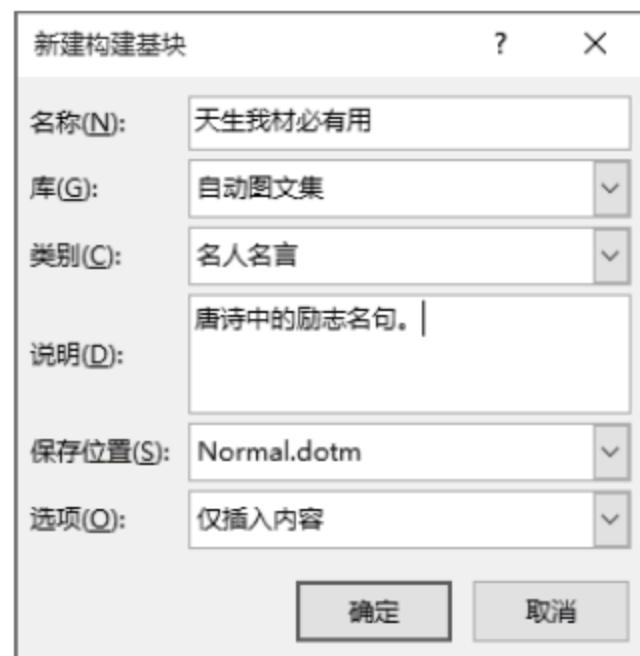 新建构建基块 ?
名称(N): 天生我材必有用
库(G): 自动图文集
类别(C): 名人名言
说明(D): 唐诗中的励志名句。
保存位置(S): Normal.dotm
选项(O): 仅插入内容
确定 取消